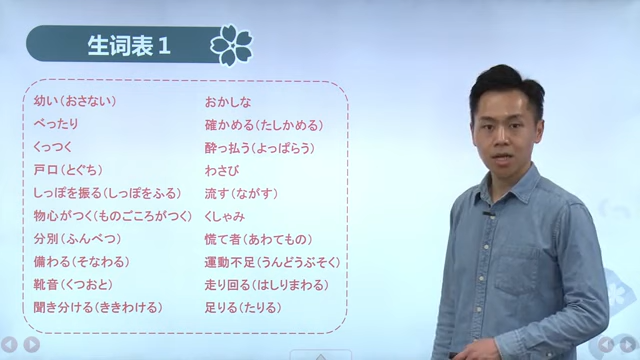 生词表1
幼い(おさない)
べったり
くっつく
戸口(とぐち)
しっぽを振る(しっぽをふる)
物心がつく(ものごころがつく)
分別(ふんべつ)
備わる(そなわる)
靴音(くつおと)
聞き分ける(ききわける)
おかしな
確かめる(たしかめる)
酔っ払う(よっぱらう)
わさび
流す(ながす)
くしゃみ
慌て者(あわてもの)
運動不足(うんどうぶそく)
走り回る(はしりまわる)
足りる(たりる)